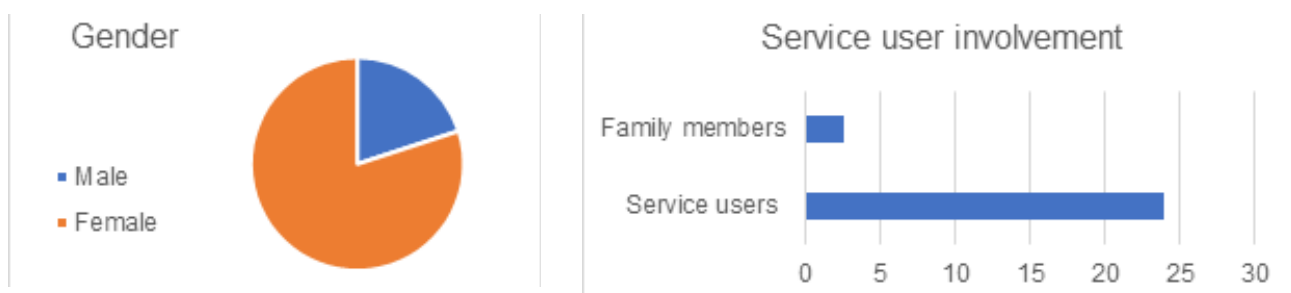 Gender
Male
Female
Service user involvement
Family members
Service users
0 5 10 15 20 25 30